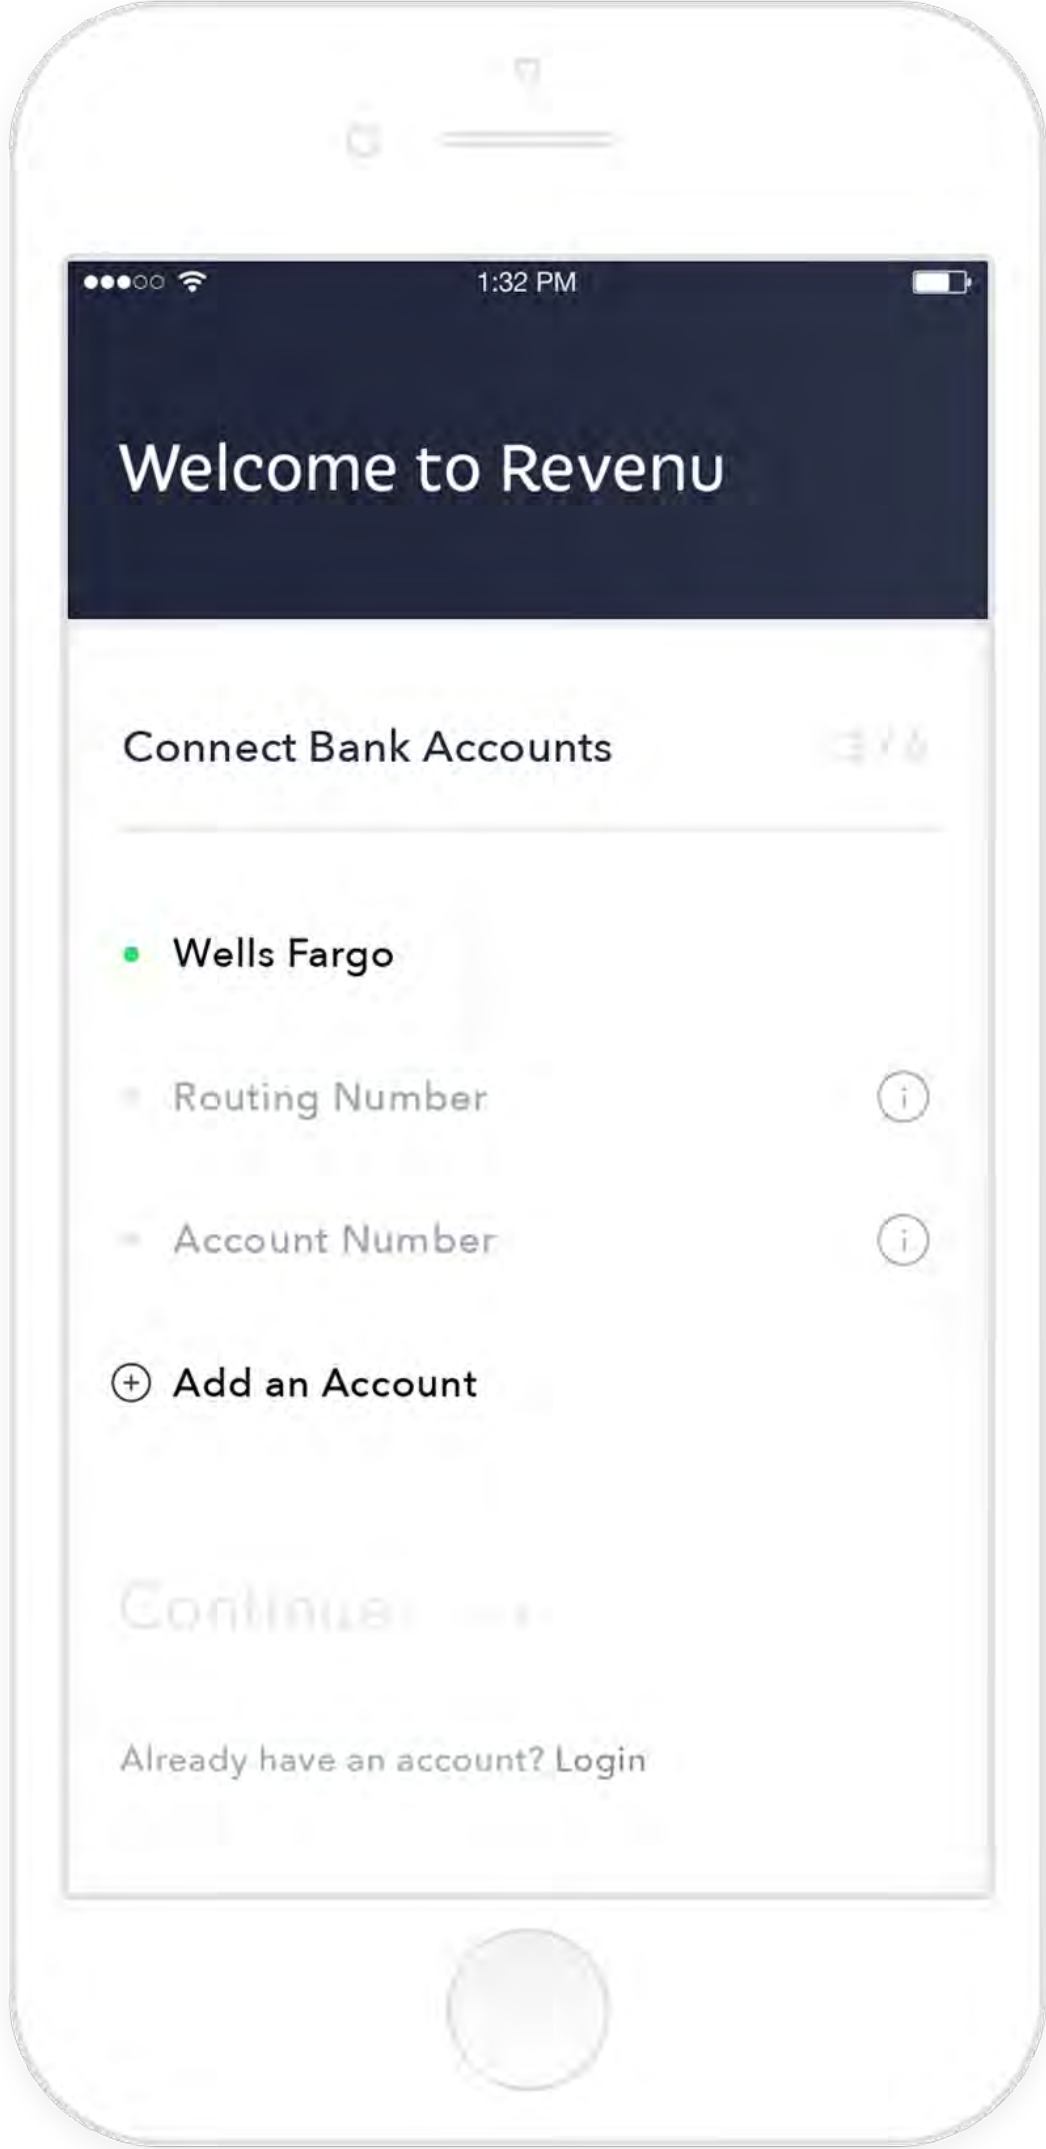 1:32 PM
Welcome to Revenu
Connect Bank Accounts
Wells Fargo
Routing Number
i
Account Number
i
Add an Account
Continue
Already have an account? Login